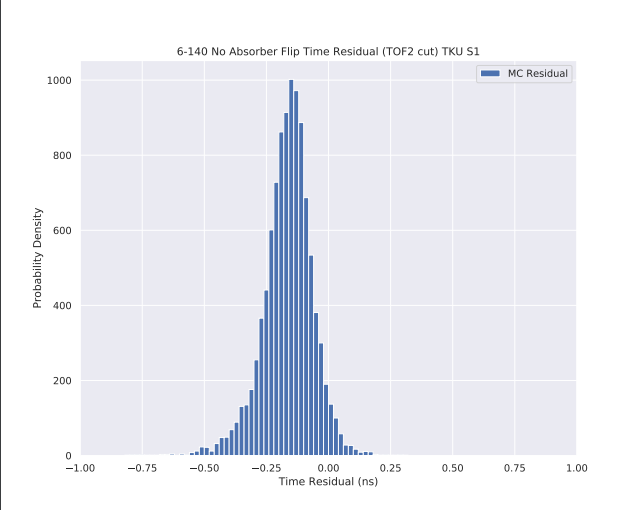 6-140 No Absorber Flip Time Residual (TOF2 cut) TKU S1
MC Residual
Probability Density
1000
800
600
400
200
0
−1.00 −0.75 −0.50 −0.25 0.00 0.25 0.50 0.75 1.00
Time Residual (ns)